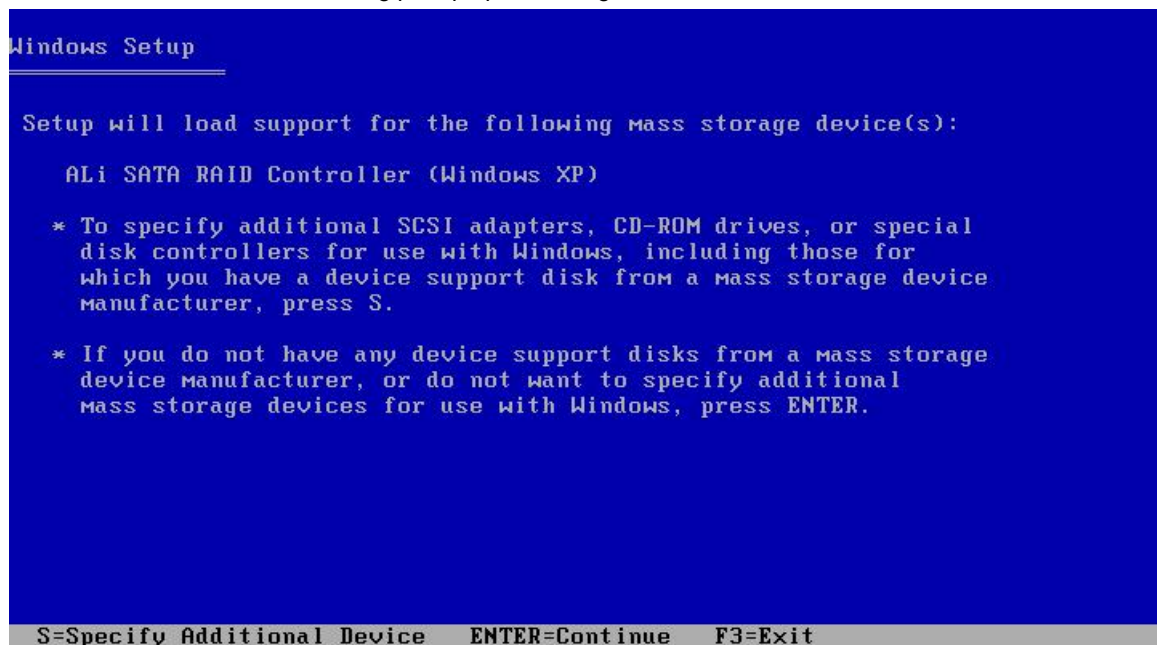 Windows Setup
Setup will load support for the following mass storage device(s):
ALi SATA RAID Controller (Windows XP)
* To specify additional SCSI adapters, CD-ROM drives, or special
disk controllers for use with Windows, including those for
which you have a device support disk from a mass storage device
manufacturer, press S.
* If you do not have any device support disks from a mass storage
device manufacturer, or do not want to specify additional
mass storage devices for use with Windows, press ENTER.
S=Specify Additional Device ENTER=Continue F3=Exit